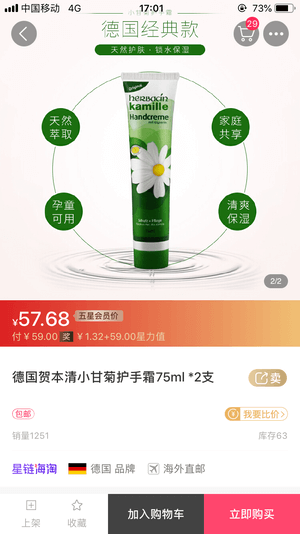 中国移动 4G 17:01 73%
德国经典款
29
天然护肤·锁水保湿
天然
萃取
家庭
共享
孕童
可用
清爽
保湿
Original
herbacin
kamille
Handcreme
2/2
¥57.68 五星会员价
付¥59.00 奖 ¥1.32+59.00星力值
德国贺本清小甘菊护手霜75ml *2支
卖
包邮
我要比价>
销量1251 库存63
星链海淘 德国 品牌 海外直邮
上架 收藏 加入购物车 立即购买